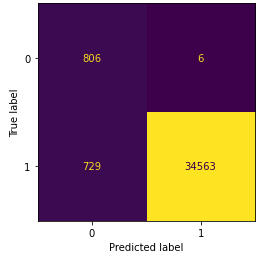 0 806 6
True label
1 729 34563
0 1
Predicted label